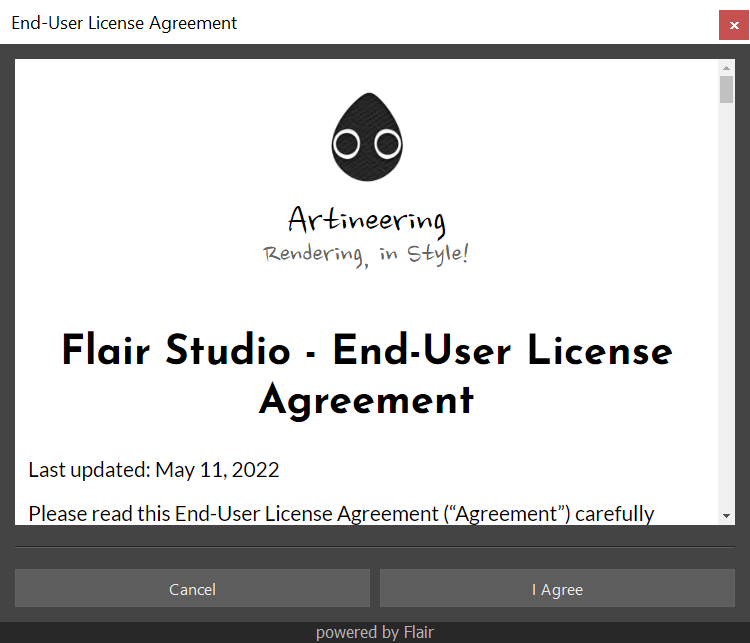 End-User License Agreement
Artineering
Rendering, in Style!
Flair Studio - End-User License
Agreement
Last updated: May 11, 2022
Please read this End-User License Agreement (“Agreement”) carefully
Cancel
I Agree
powered by Flair